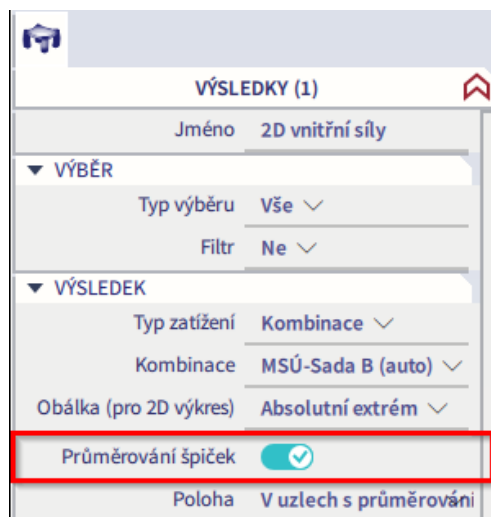 VÝSLEDKY (1)
Jméno 2D vnitřní síly
VÝBĚR
Typ výběru Vše
Filtr Ne
VÝSLEDEK
Typ zatížení Kombinace
Kombinace MSÚ-Sada B (auto)
Obálka (pro 2D výkres) Absolutní extrém
Průměrování špiček
Poloha V uzlech s průměrováni